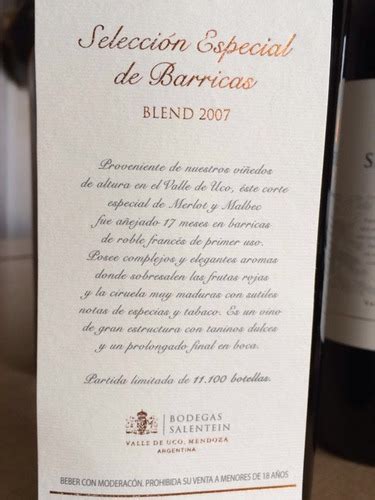 Selección Especial
de Barricas
BLEND 2007
Proveniente de nuestros viñedos
de altura en el Valle de Uco, éste corte
especial de Merlot y Malbec
fue añejado 17 meses en barricas
de roble francés de primer uso.
Posee complejos y elegantes aromas
donde sobresalen las frutas rojas
y la ciruela muy maduras con sutiles
notas de especias y tabaco. Es un vino
de gran estructura con taninos dulces
y un prolongado final en boca.
Partida limitada de 11.100 botellas.
BODEGAS
SALENTEIN
VALLE DE UCO, MENDOZA
ARGENTINA
BEBER CON MODERACÓN. PROHIBIDA SU VENTA A MENORES DE 18 AÑOS